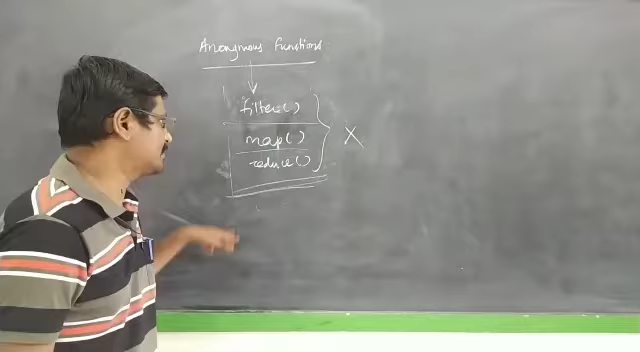 Anonymous Functions
filter()
map()
reduce()
X